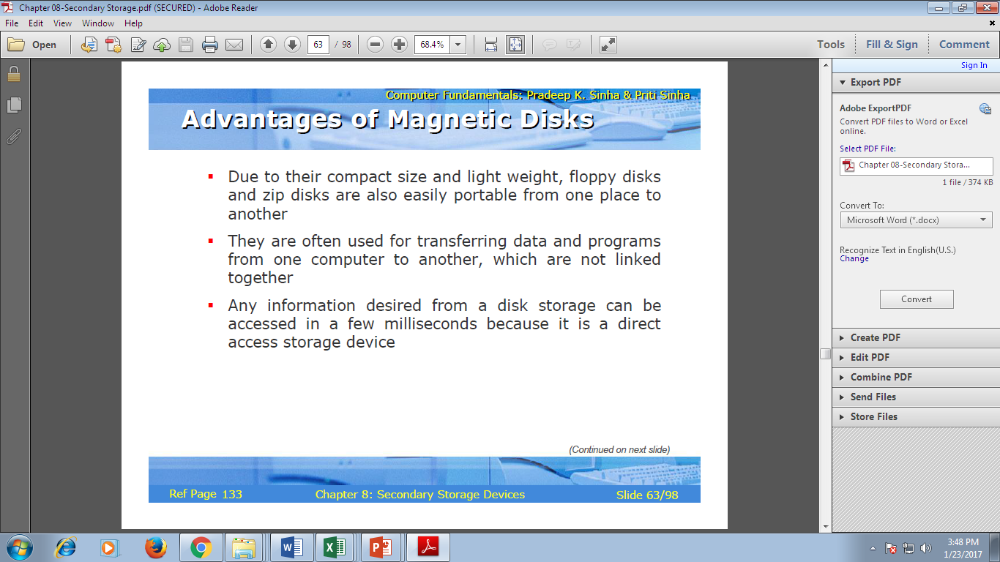 Chapter 08-Secondary Storage.pdf (SECURED) - Adobe Reader
File Edit View Window Help
Open 63 / 98 68.4% Tools Fill & Sign Comment
Sign In
Computer Fundamentals: Pradeep K. Sinha & Priti Sinha
Advantages of Magnetic Disks
Due to their compact size and light weight, floppy disks
and zip disks are also easily portable from one place to
another
They are often used for transferring data and programs
from one computer to another, which are not linked
together
Any information desired from a disk storage can be
accessed in a few milliseconds because it is a direct
access storage device
(Continued on next slide)
Ref Page 133 Chapter 8: Secondary Storage Devices Slide 63/98
Export PDF
Adobe ExportPDF
Convert PDF files to Word or Excel
online.
Select PDF File:
Chapter 08-Secondary Stora...
1 file / 374 KB
Convert To:
Microsoft Word (*.docx)
Recognize Text in English(U.S.)
Change
Convert
Create PDF
Edit PDF
Combine PDF
Send Files
Store Files
3:48 PM
1/23/2017